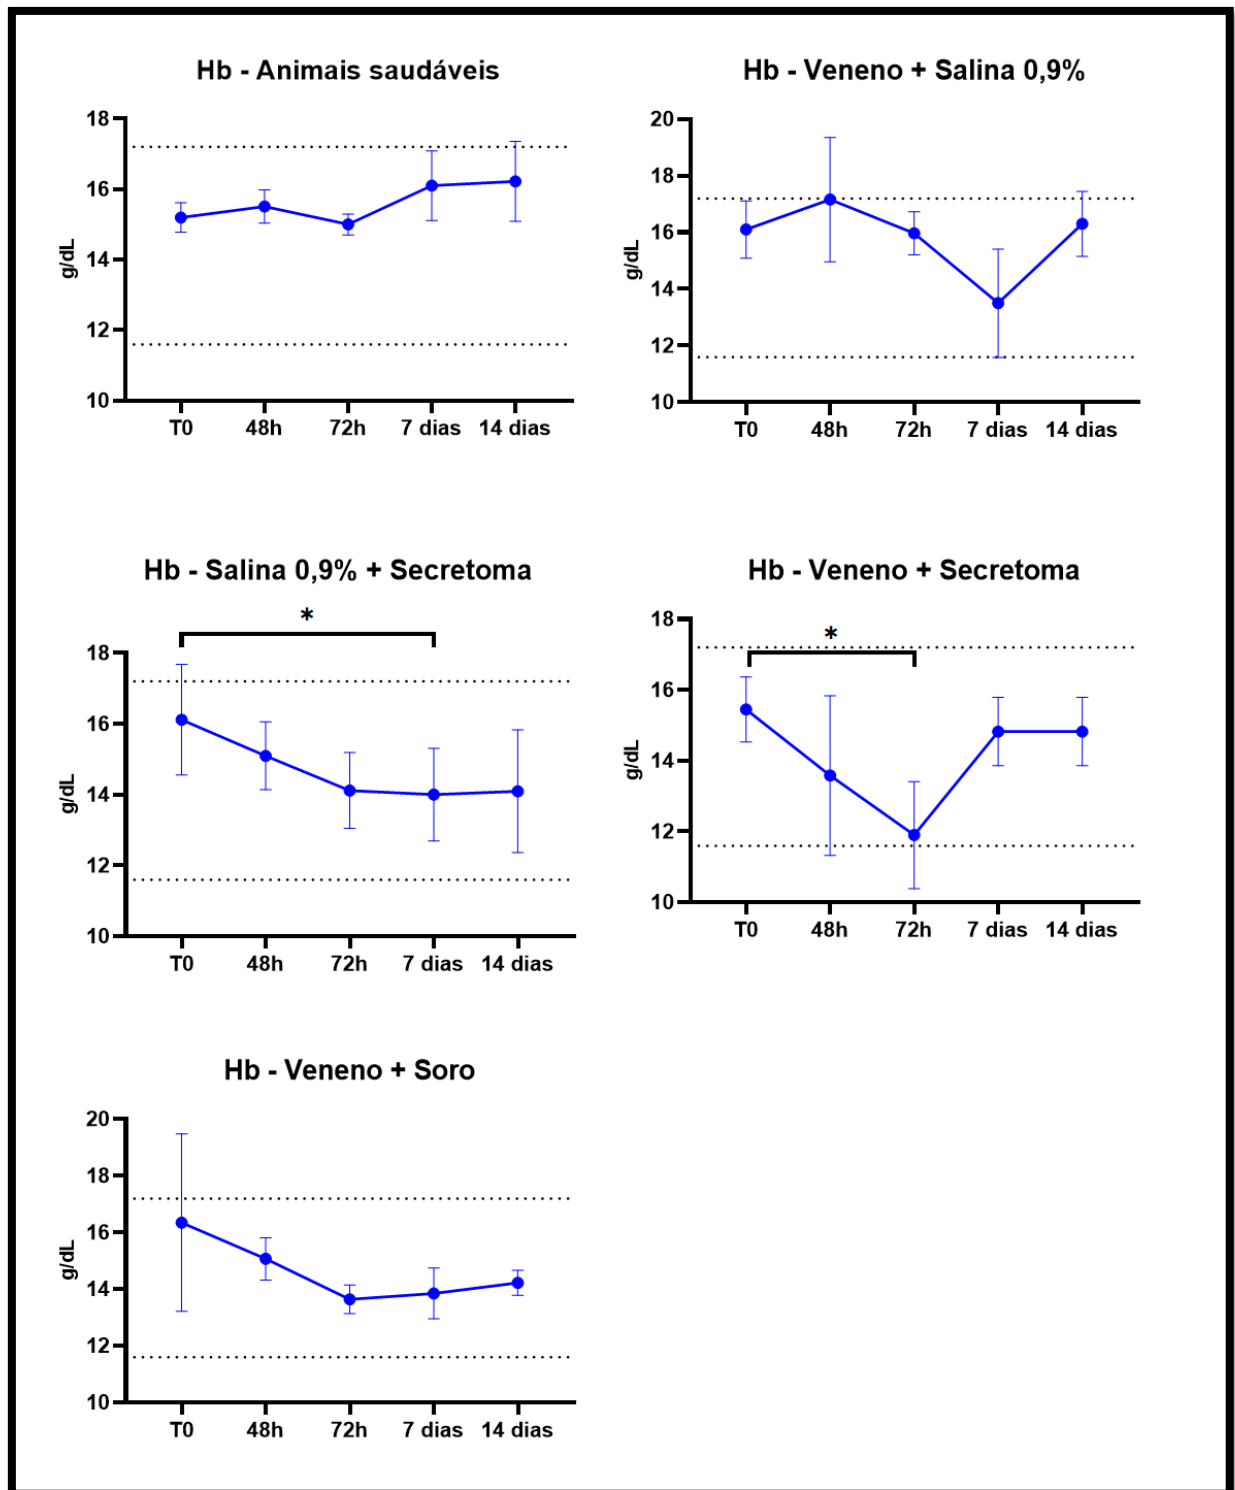 Hb - Animais saudáveis
18
16
14
12
10
g/dL
T0 48h 72h 7 dias 14 dias
Hb - Veneno + Salina 0,9%
20
18
16
14
12
10
g/dL
T0 48h 72h 7 dias 14 dias
Hb - Salina 0,9% + Secretoma
*
18
16
14
12
10
g/dL
T0 48h 72h 7 dias 14 dias
Hb - Veneno + Secretoma
*
18
16
14
12
10
g/dL
T0 48h 72h 7 dias 14 dias
Hb - Veneno + Soro
20
18
16
14
12
10
g/dL
T0 48h 72h 7 dias 14 dias